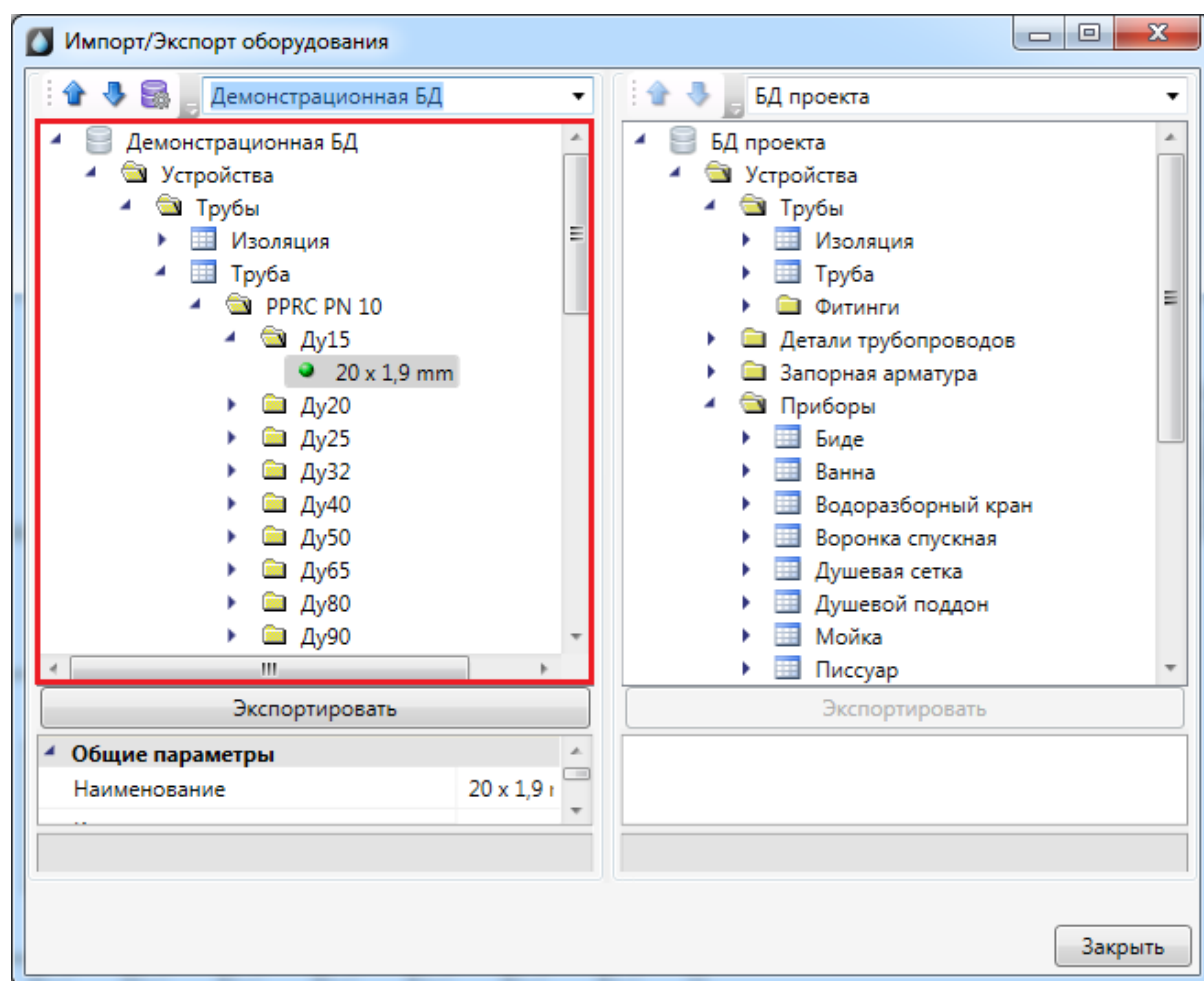 Импорт/Экспорт оборудования
Демонстрационная БД
Демонстрационная БД
Устройства
Трубы
Изоляция
Труба
PPRC PN 10
Ду15
20 x 1,9 mm
Ду20
Ду25
Ду32
Ду40
Ду50
Ду65
Ду80
Ду90
Экспортировать
Общие параметры
Наименование 20 x 1,9
БД проекта
БД проекта
Устройства
Трубы
Изоляция
Труба
Фитинги
Детали трубопроводов
Запорная арматура
Приборы
Биде
Ванна
Водоразборный кран
Воронка спускная
Душевая сетка
Душевой поддон
Мойка
Писсуар
Экспортировать
Закрыть